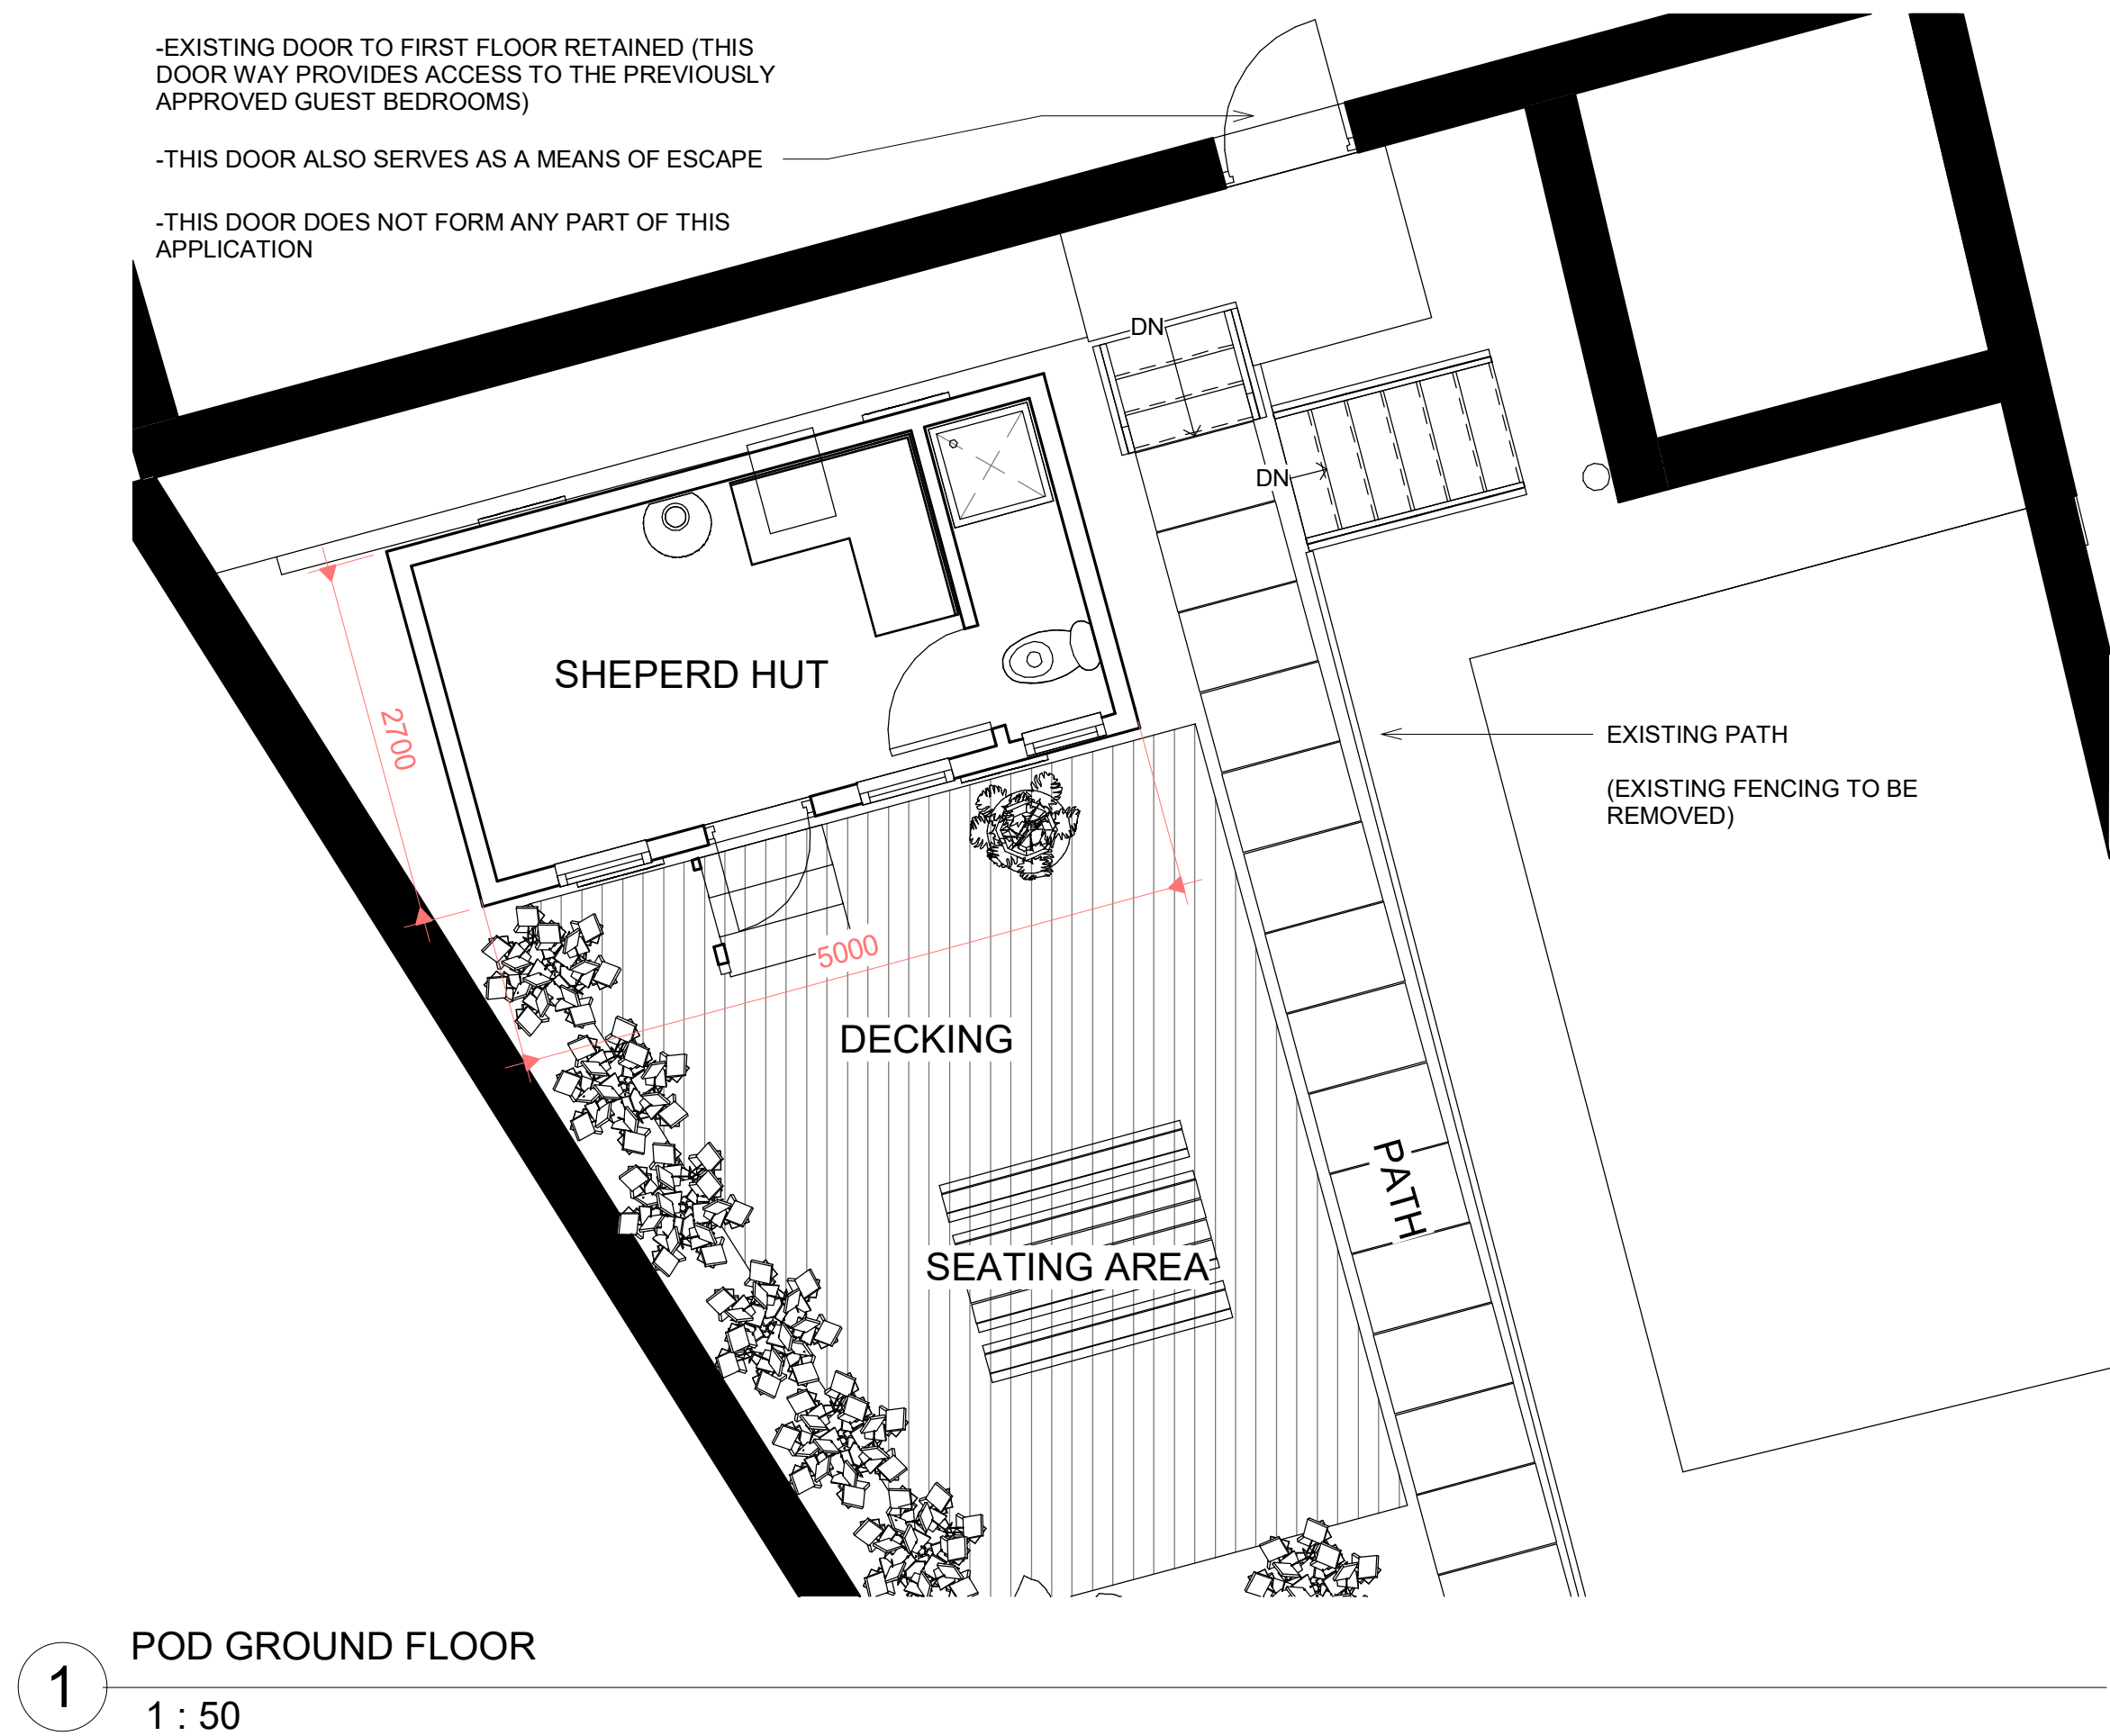 -EXISTING DOOR TO FIRST FLOOR RETAINED (THIS
DOOR WAY PROVIDES ACCESS TO THE PREVIOUSLY
APPROVED GUEST BEDROOMS)
-THIS DOOR ALSO SERVES AS A MEANS OF ESCAPE
-THIS DOOR DOES NOT FORM ANY PART OF THIS
APPLICATION
DN
DN
SHEPERD HUT
2700
EXISTING PATH
(EXISTING FENCING TO BE
REMOVED)
5000
DECKING
PATH
SEATING AREA
POD GROUND FLOOR
1
1 : 50